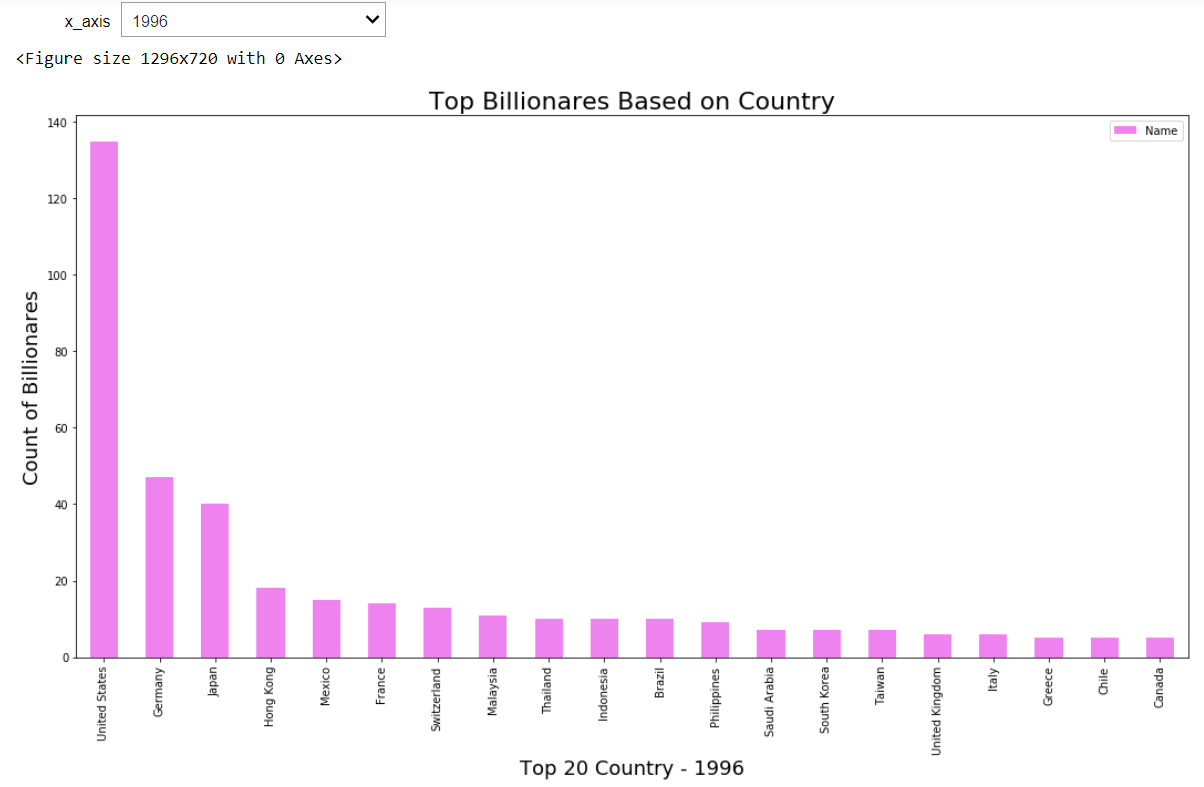 x_axis 1996
<Figure size 1296x720 with 0 Axes>
Top Billionares Based on Country
Name
Count of Billionares
140
120
100
80
60
40
20
0
United States
Germany
Japan
Hong Kong
Mexico
France
Switzerland
Malaysia
Thailand
Indonesia
Brazil
Philippines
Saudi Arabia
South Korea
Taiwan
United Kingdom
Italy
Greece
Chile
Canada
Top 20 Country - 1996